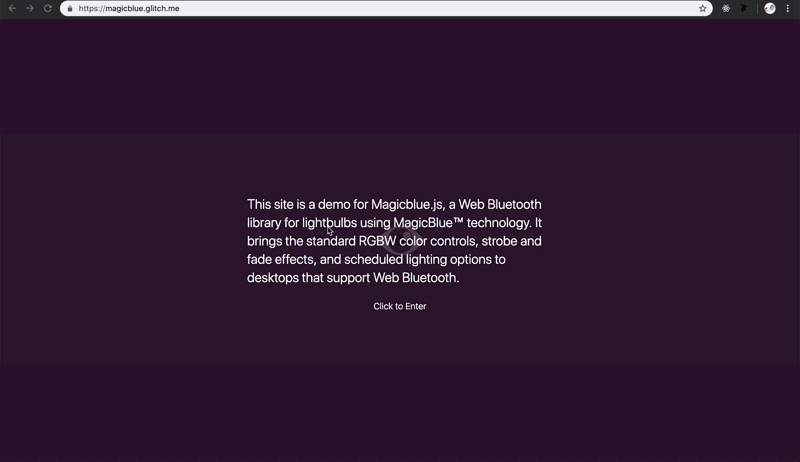 https://magicblue.glitch.me
This site is a demo for Magicblue.js, a Web Bluetooth
library for lightbulbs using MagicBlue™ technology. It
brings the standard RGBW color controls, strobe and
fade effects, and scheduled lighting options to
desktops that support Web Bluetooth.
Click to Enter